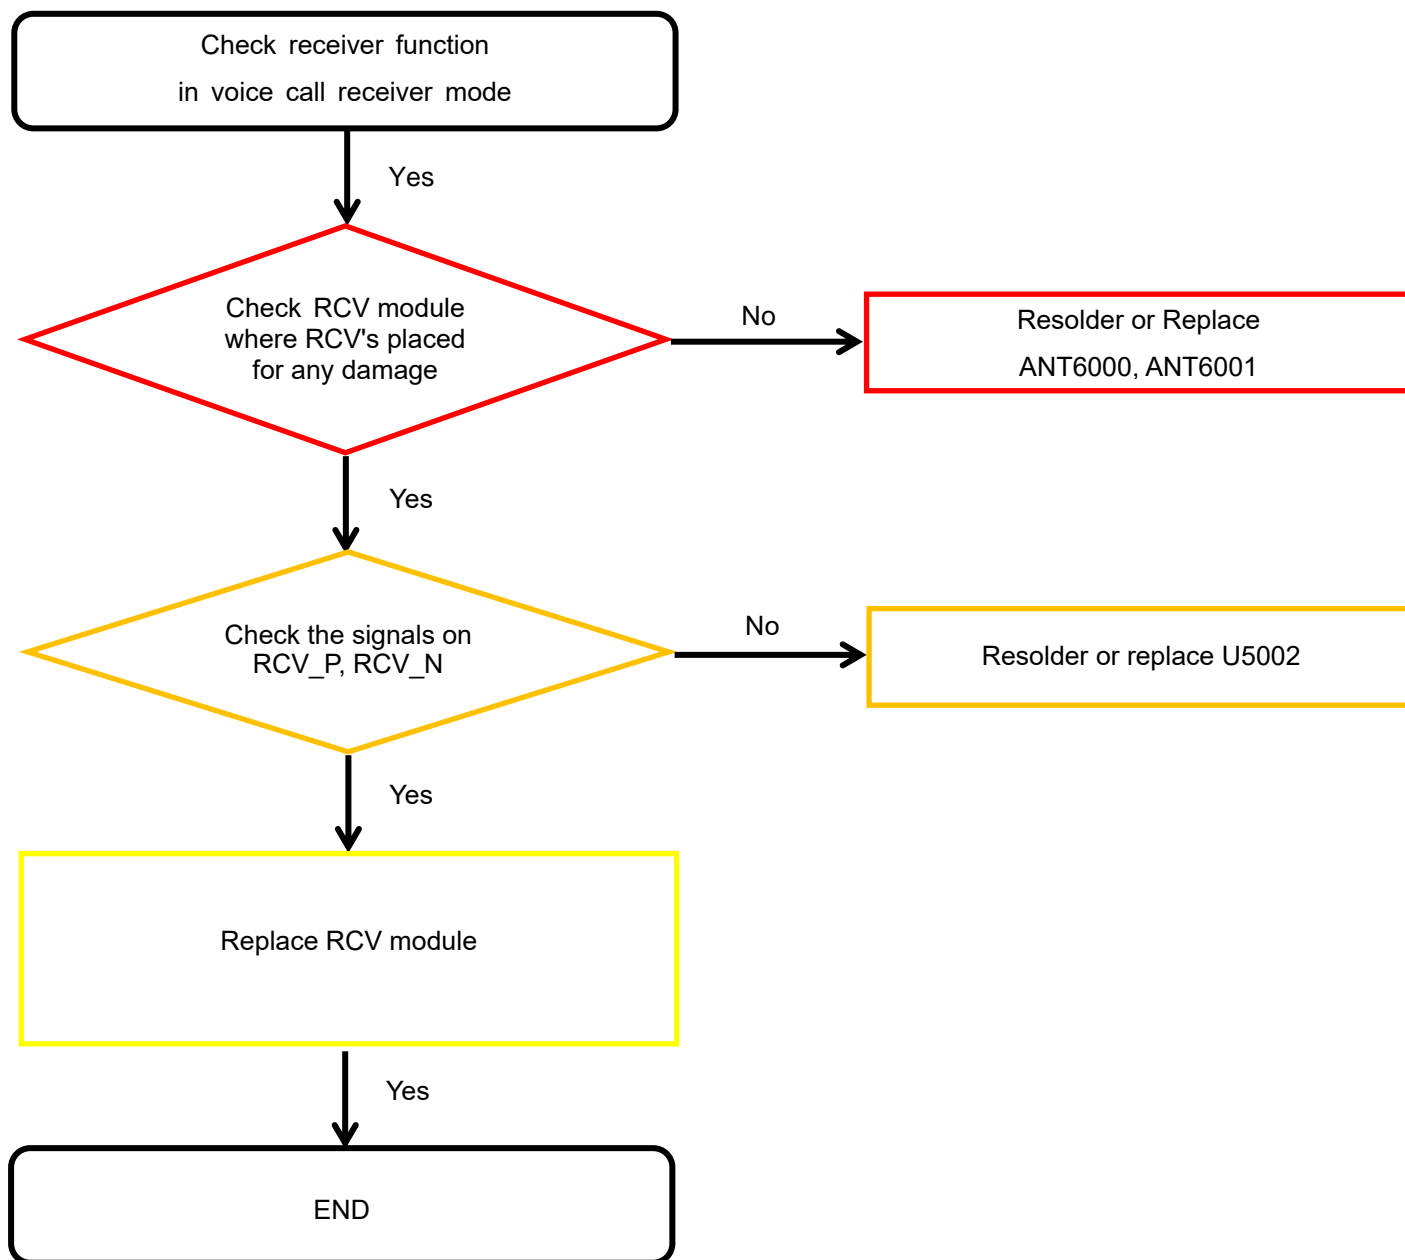 Check receiver function
in voice call receiver mode
Yes
Check RCV module
where RCV's placed
for any damage
No
Resolder or Replace
ANT6000, ANT6001
Yes
Check the signals on
RCV_P, RCV_N
No
Resolder or replace U5002
Yes
Replace RCV module
Yes
END